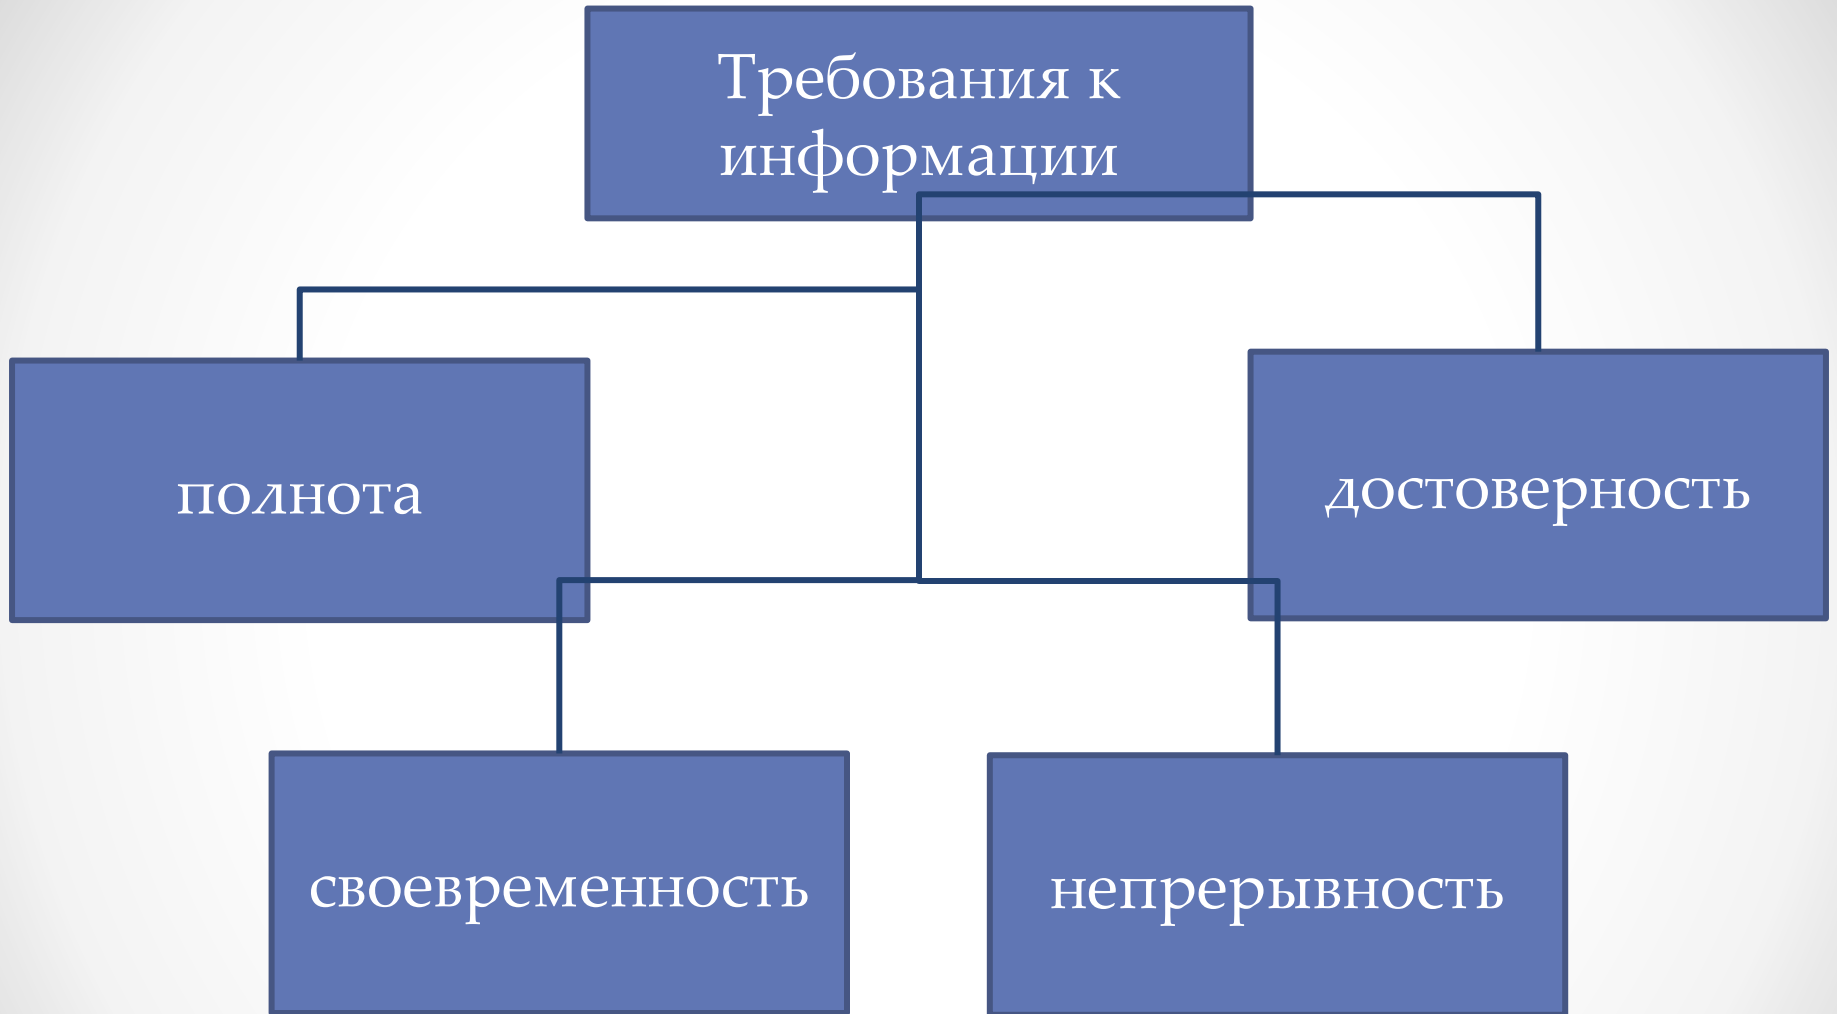 Требования к
информации
полнота
достоверность
своевременность
непрерывность